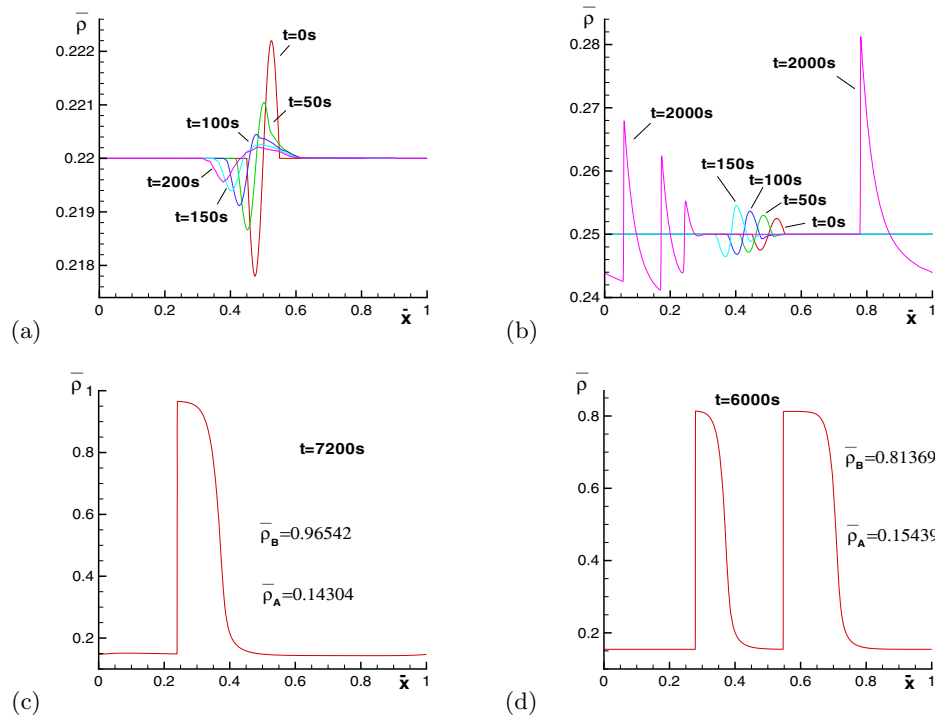 ρ̅
0.222
0.221
0.22
0.219
0.218
t=0s
t=50s
t=100s
t=200s
t=150s
0 0.2 0.4 0.6 0.8 1
x̄
(a)
ρ̅
0.28
0.27
0.26
0.25
0.24
t=2000s
t=2000s
t=150s
t=100s
t=50s
t=0s
0 0.2 0.4 0.6 0.8 1
x̄
(b)
ρ̅
1
0.8
0.6
0.4
0.2
t=7200s
ρ̅B=0.96542
ρ̅A=0.14304
0 0.2 0.4 0.6 0.8 1
x̄
(c)
ρ̅
0.8
0.6
0.4
0.2
t=6000s
ρ̅B=0.81369
ρ̅A=0.15439
0 0.2 0.4 0.6 0.8 1
x̄
(d)